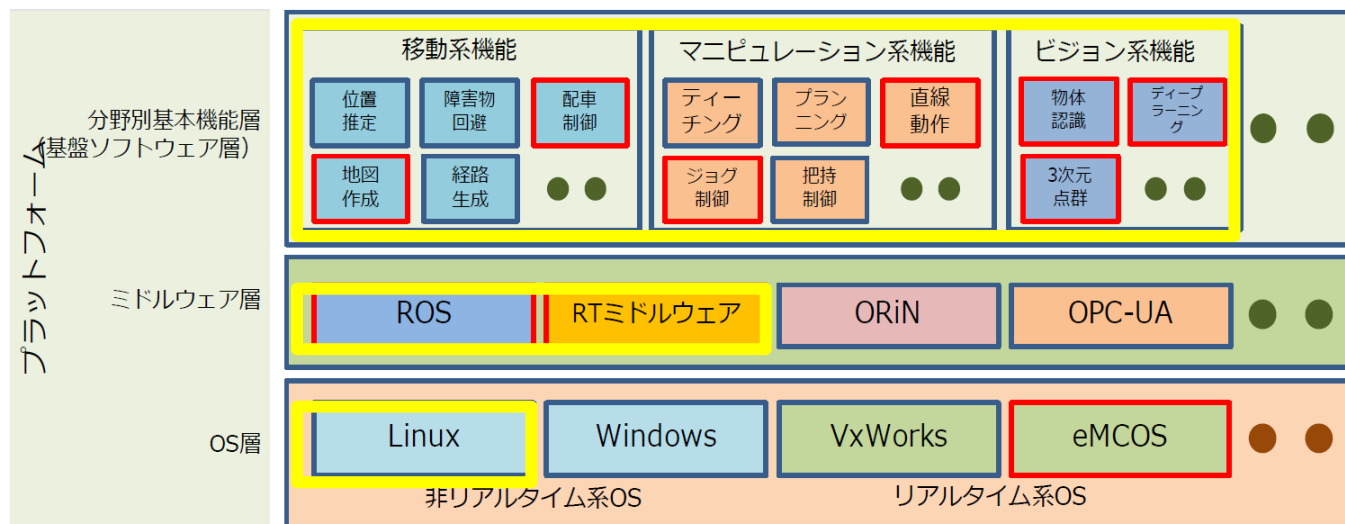 プラットフォーム
分野別基本機能層
(基盤ソフトウェア層)
移動系機能
位置
推定
障害物
回避
配車
制御
地図
作成
経路
生成
マニピュレーション系機能
ティー
チング
プラン
ニング
直線
動作
ジョグ
制御
把持
制御
ビジョン系機能
物体
認識
ディープ
ラーニン
グ
3次元
点群
ミドルウェア層
ROS
RTミドルウェア
ORiN
OPC-UA
OS層
Linux
Windows
VxWorks
eMCOS
非リアルタイム系OS
リアルタイム系OS